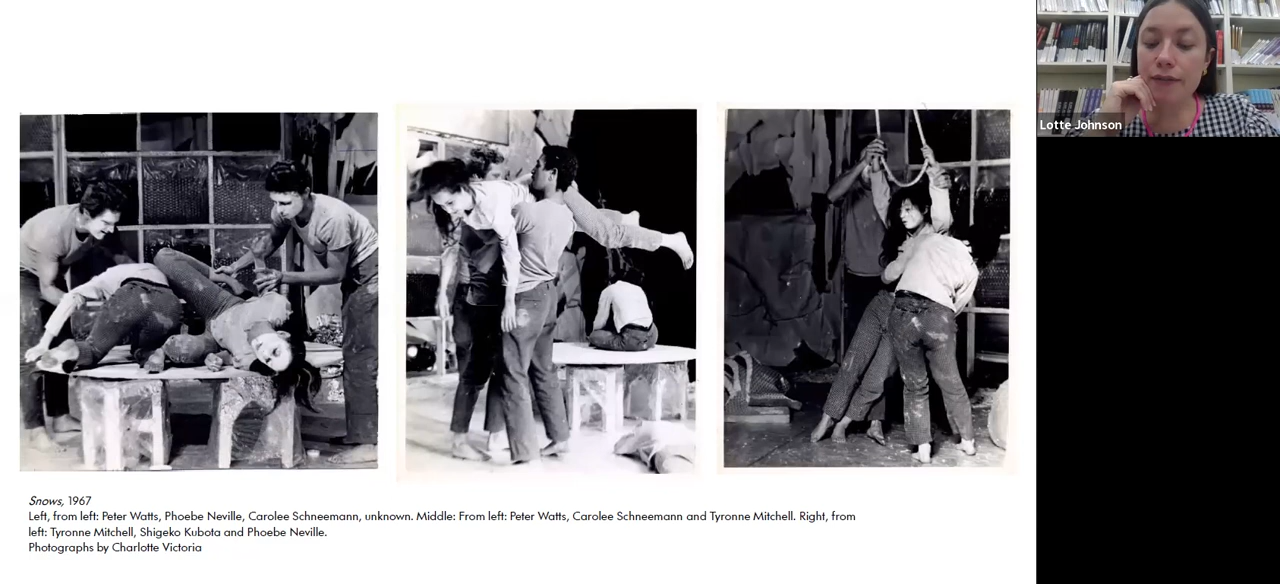 Lotte Johnson
Snows, 1967
Left, from left: Peter Watts, Phoebe Neville, Carolee Schneemann, unknown. Middle: From left: Peter Watts, Carolee Schneemann and Tyronne Mitchell. Right, from
left: Tyronne Mitchell, Shigeko Kubota and Phoebe Neville.
Photographs by Charlotte Victoria